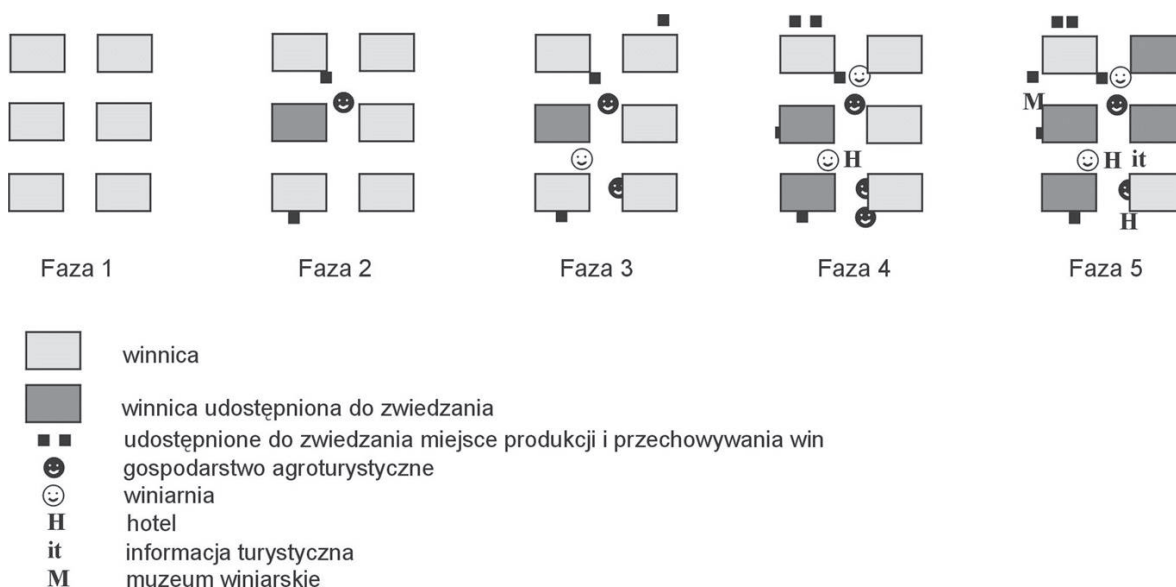 M
H
H it
H
Faza 1 Faza 2 Faza 3 Faza 4 Faza 5
winnica
winnica udostępniona do zwiedzania
udostępnione do zwiedzania miejsce produkcji i przechowywania win
gospodarstwo agroturystyczne
winiarnia
H hotel
it informacja turystyczna
M muzeum winiarskie